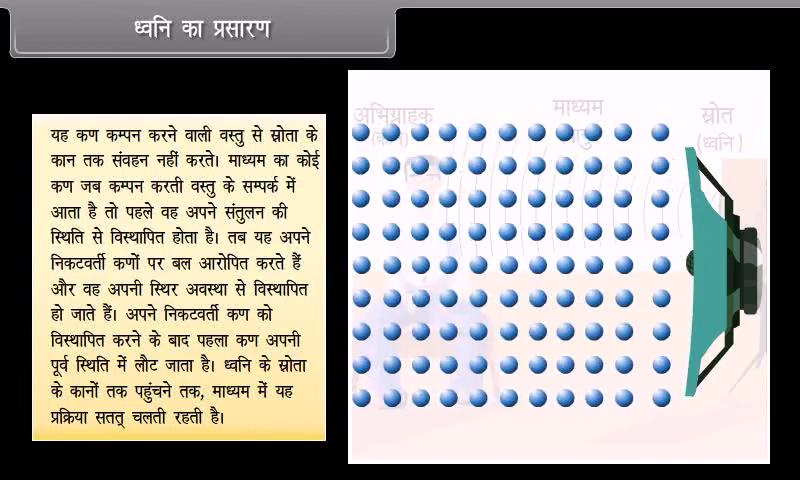 ध्वनि का प्रसारण
यह कण कम्पन करने वाली वस्तु से स्रोता के
कान तक संवहन नहीं करते। माध्यम का कोई
कण जब कम्पन करती वस्तु के सम्पर्क में
आता है तो पहले वह अपने संतुलन की
स्थिति से विस्थापित होता है। तब यह अपने
निकटवर्ती कणों पर बल आरोपित करते हैं
और वह अपनी स्थिर अवस्था से विस्थापित
हो जाते हैं। अपने निकटवर्ती कण को
विस्थापित करने के बाद पहला कण अपनी
पूर्व स्थिति में लौट जाता है। ध्वनि के स्रोता
के कानों तक पहुंचने तक, माध्यम में यह
प्रक्रिया सतत् चलती रहती है।
अभिग्राहक माध्यम स्रोत
(ध्वनि )